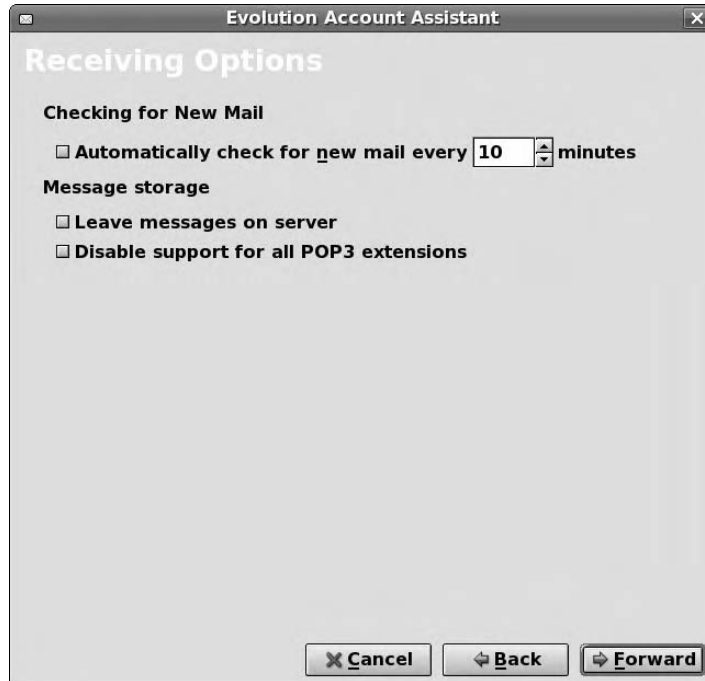 Evolution Account Assistant
Receiving Options
Checking for New Mail
Automatically check for new mail every 10 minutes
Message storage
Leave messages on server
Disable support for all POP3 extensions
Cancel Back Forward